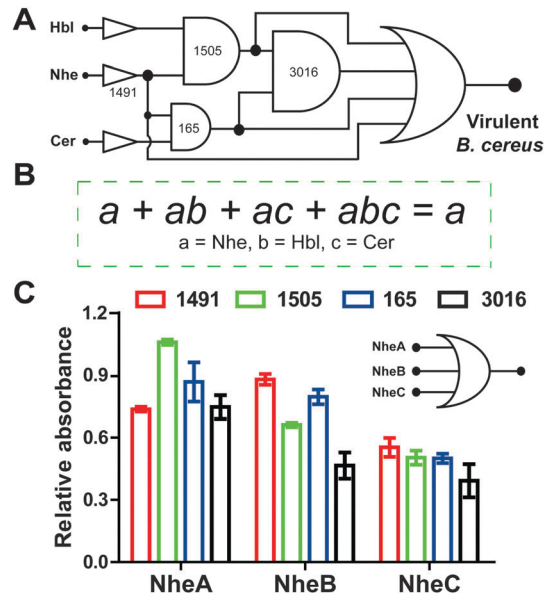 A
Hbl
1505
3016
Nhe
1491
165
Cer
Virulent
B. cereus
B
a + ab + ac + abc = a
a = Nhe, b = Hbl, c = Cer
C
1491 1505 165 3016
Relative absorbance
1.2
0.9
0.6
0.3
0.0
NheA
NheB
NheC
NheA NheB NheC